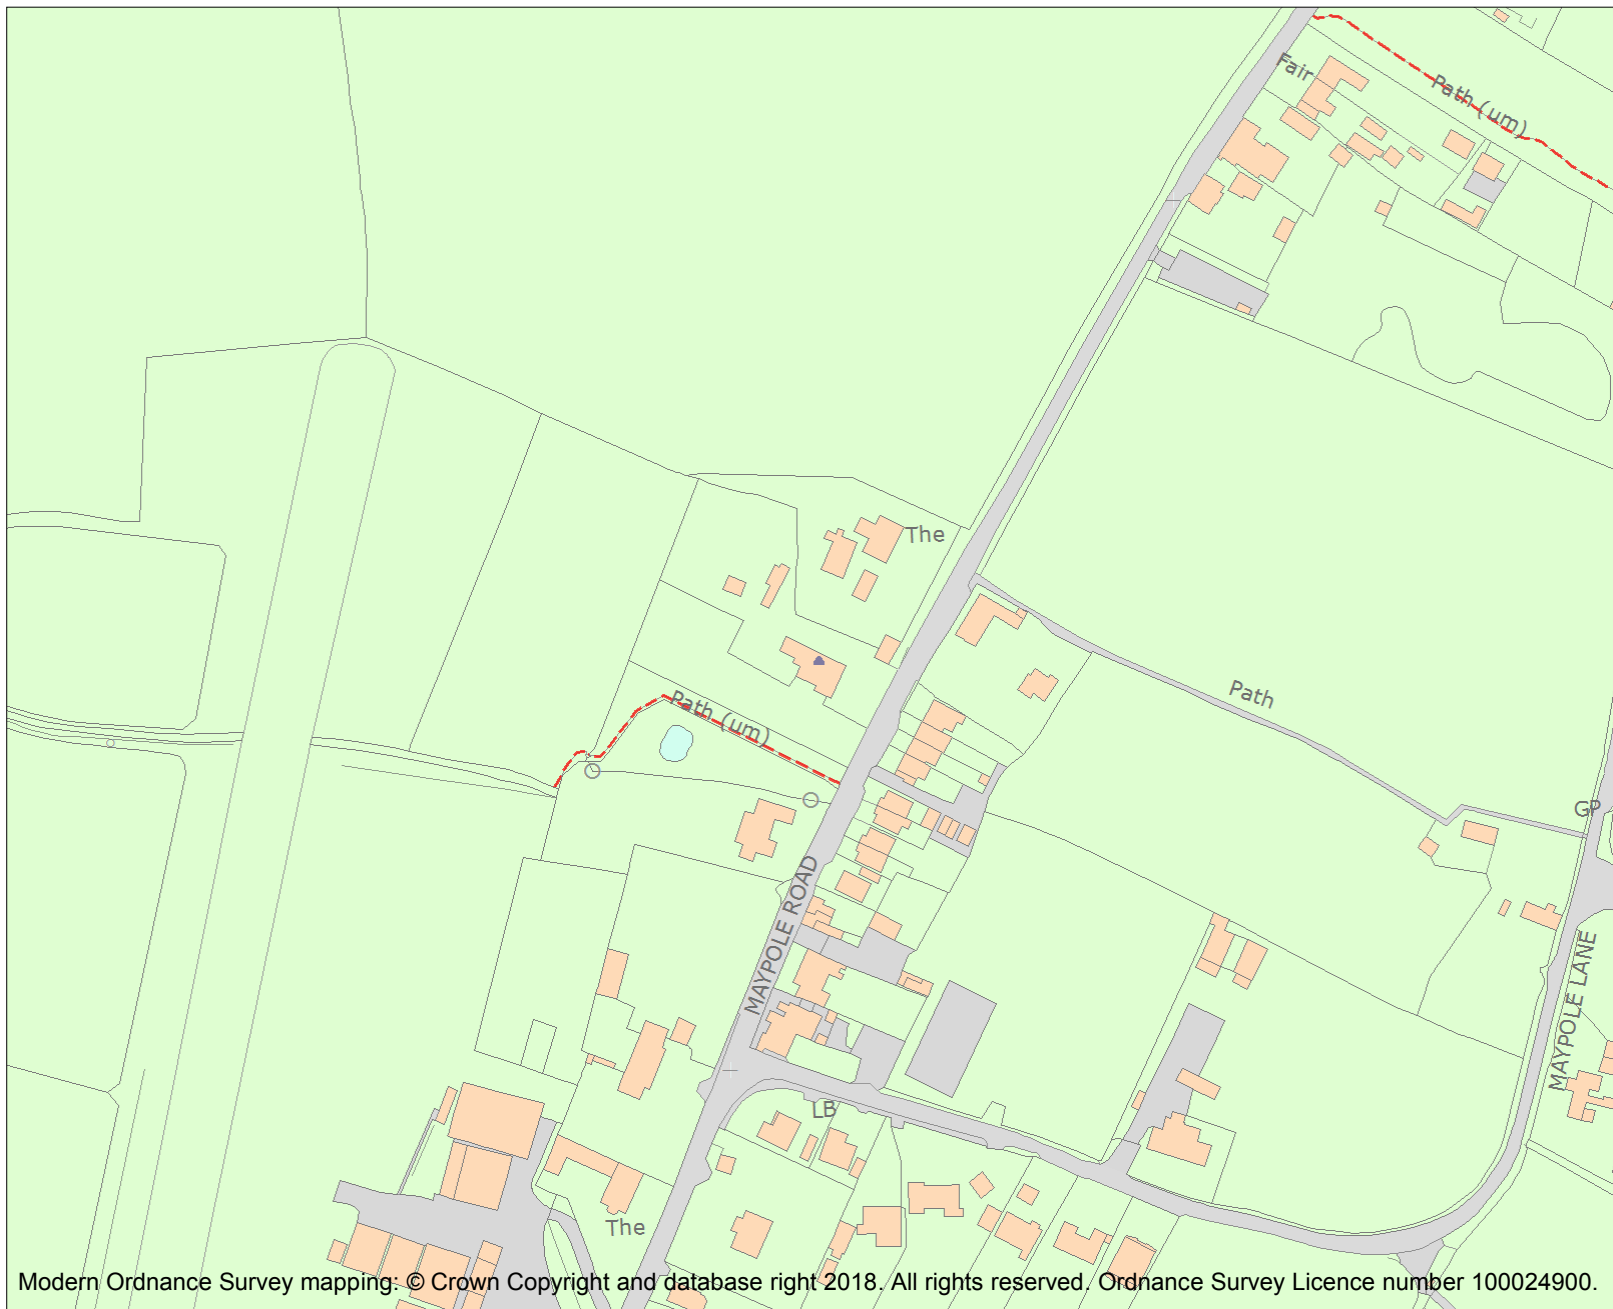 Fair
Path (um)
The
Path
Path (um)
GP
MAYPOLE ROAD
MAYPOLE LANE
LB
The
Modern Ordnance Survey mapping: © Crown Copyright and database right 2018. All rights reserved. Ordnance Survey Licence number 100024900.